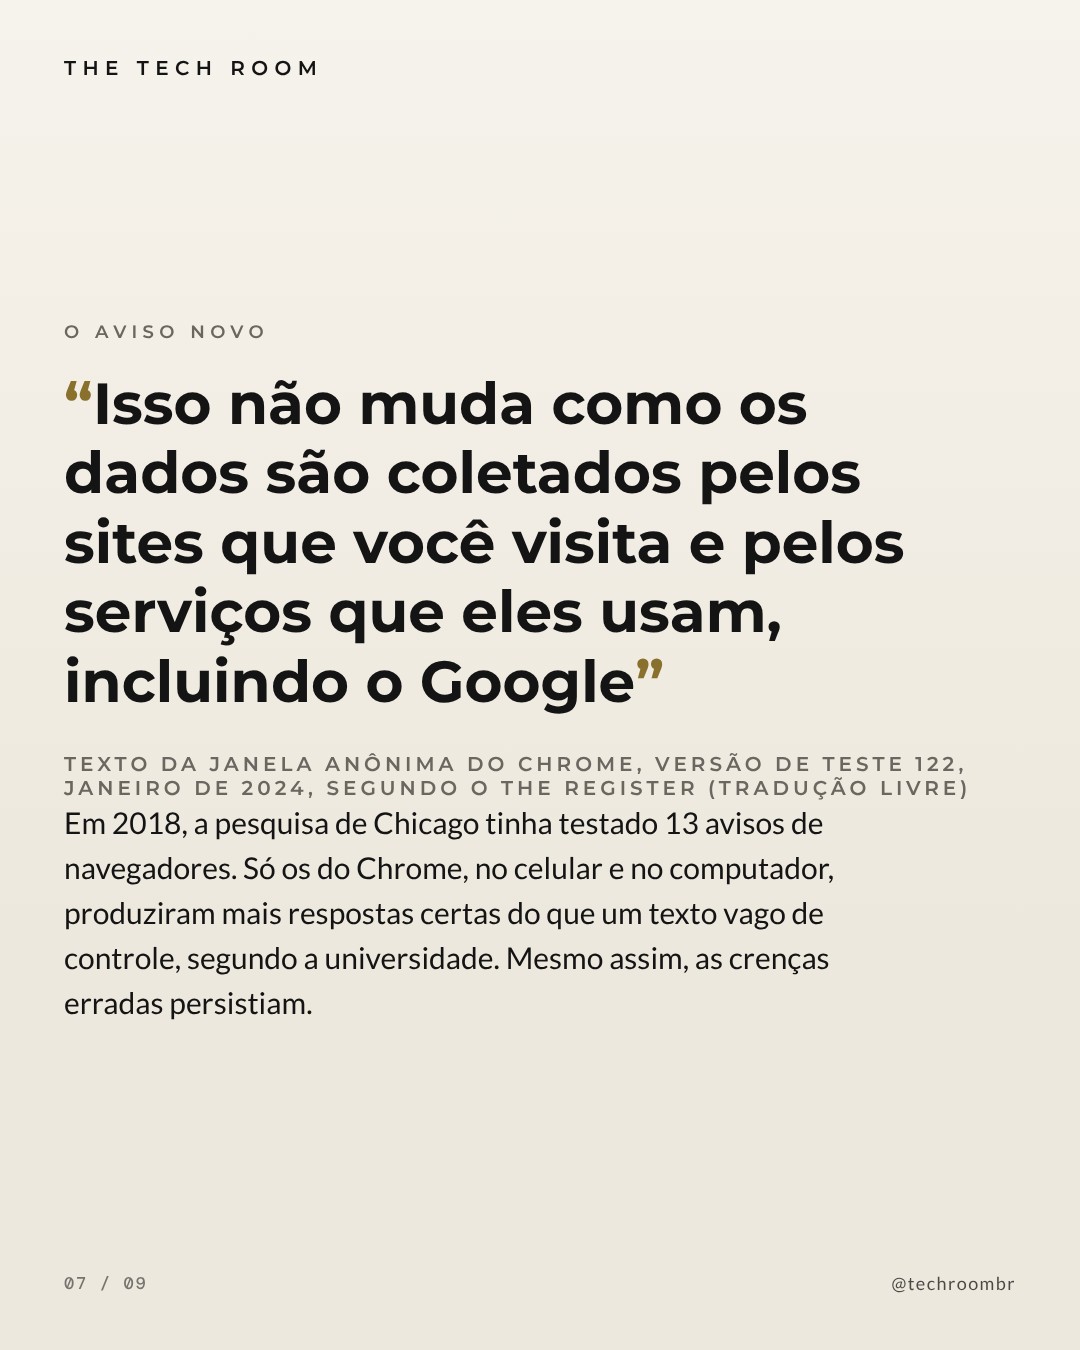 THE TECH ROOM
O AVISO NOVO
“Isso não muda como os
dados são coletados pelos
sites que você visita e pelos
serviços que eles usam,
incluindo o Google”
TEXTO DA JANELA ANÔNIMA DO CHROME, VERSÃO DE TESTE 122,
JANEIRO DE 2024, SEGUNDO O THE REGISTER (TRADUÇÃO LIVRE)
Em 2018, a pesquisa de Chicago tinha testado 13 avisos de
navegadores. Só os do Chrome, no celular e no computador,
produziram mais respostas certas do que um texto vago de
controle, segundo a universidade. Mesmo assim, as crenças
erradas persistiam.
07 / 09
@techroombr